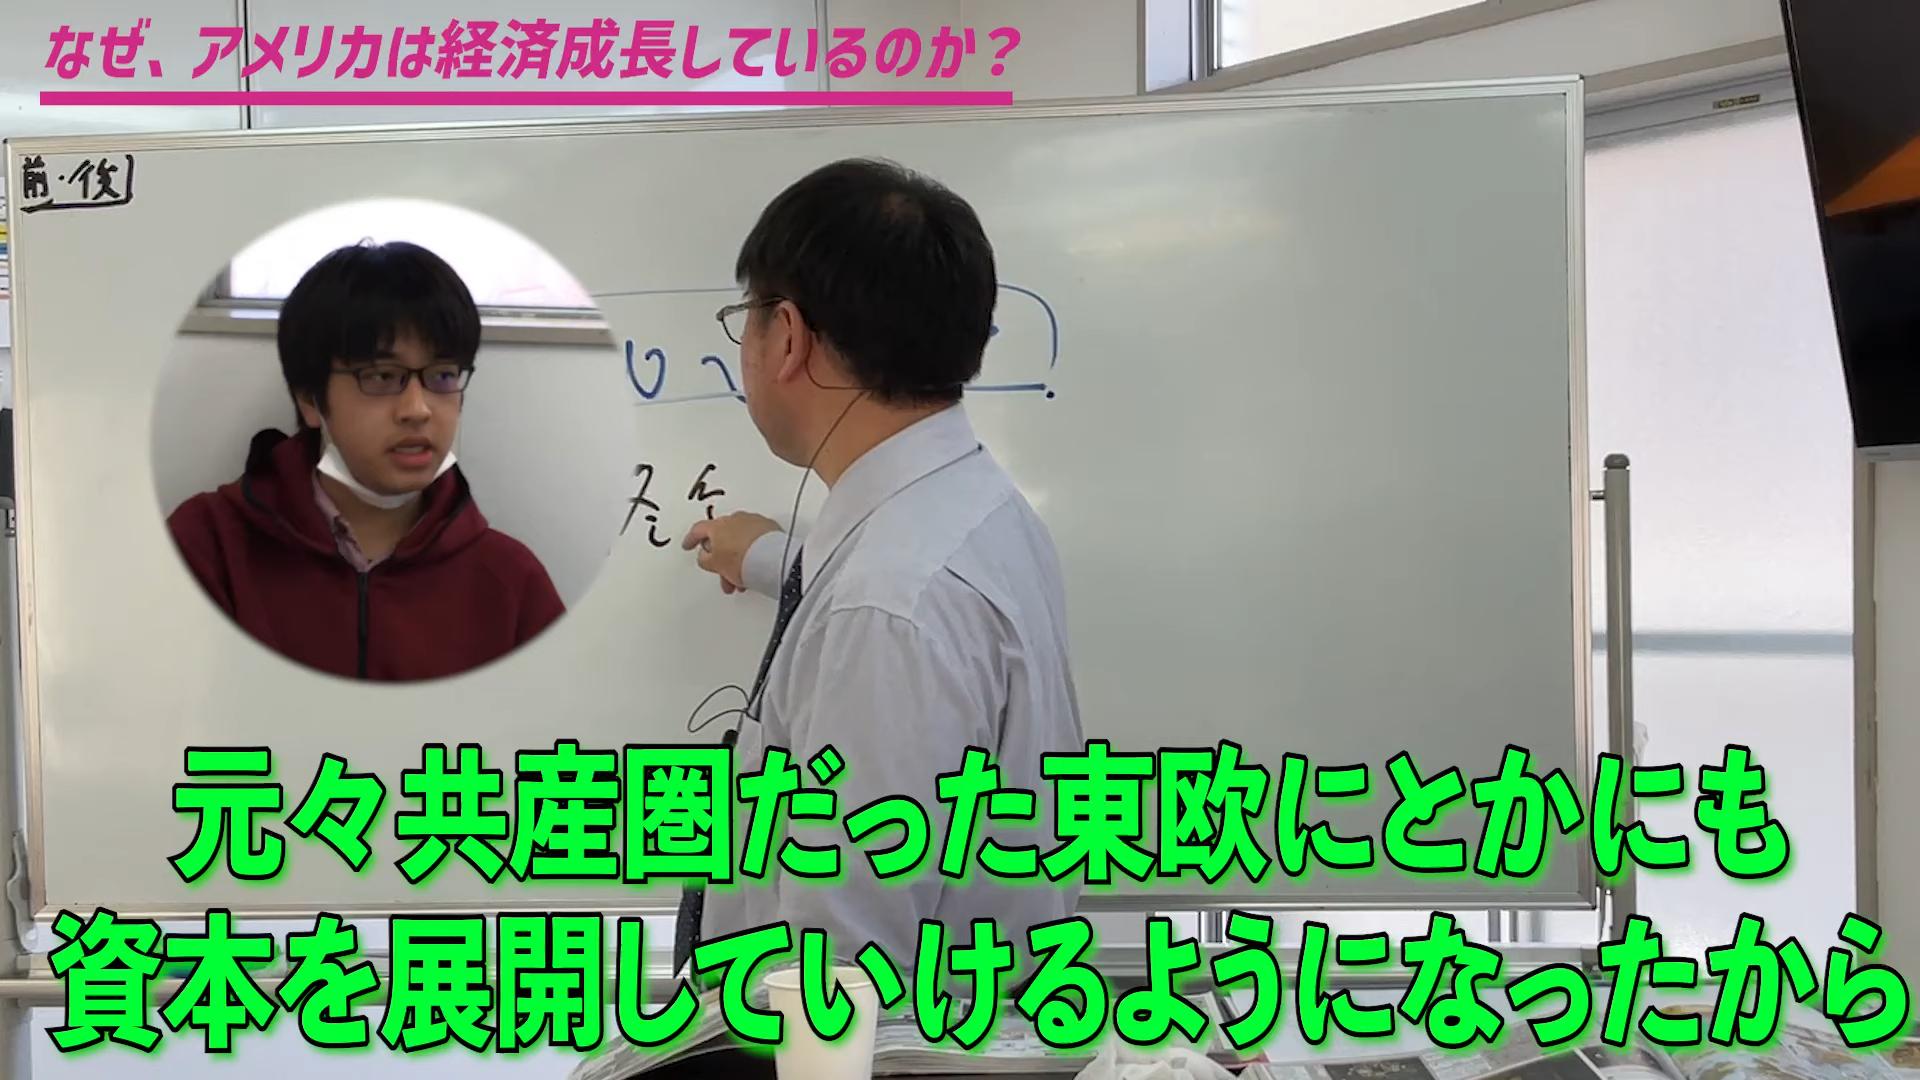 なぜ、アメリカは経済成長しているのか?
前・後
元々共産圏だった東欧にとかにも
資本を展開していけるようになったから